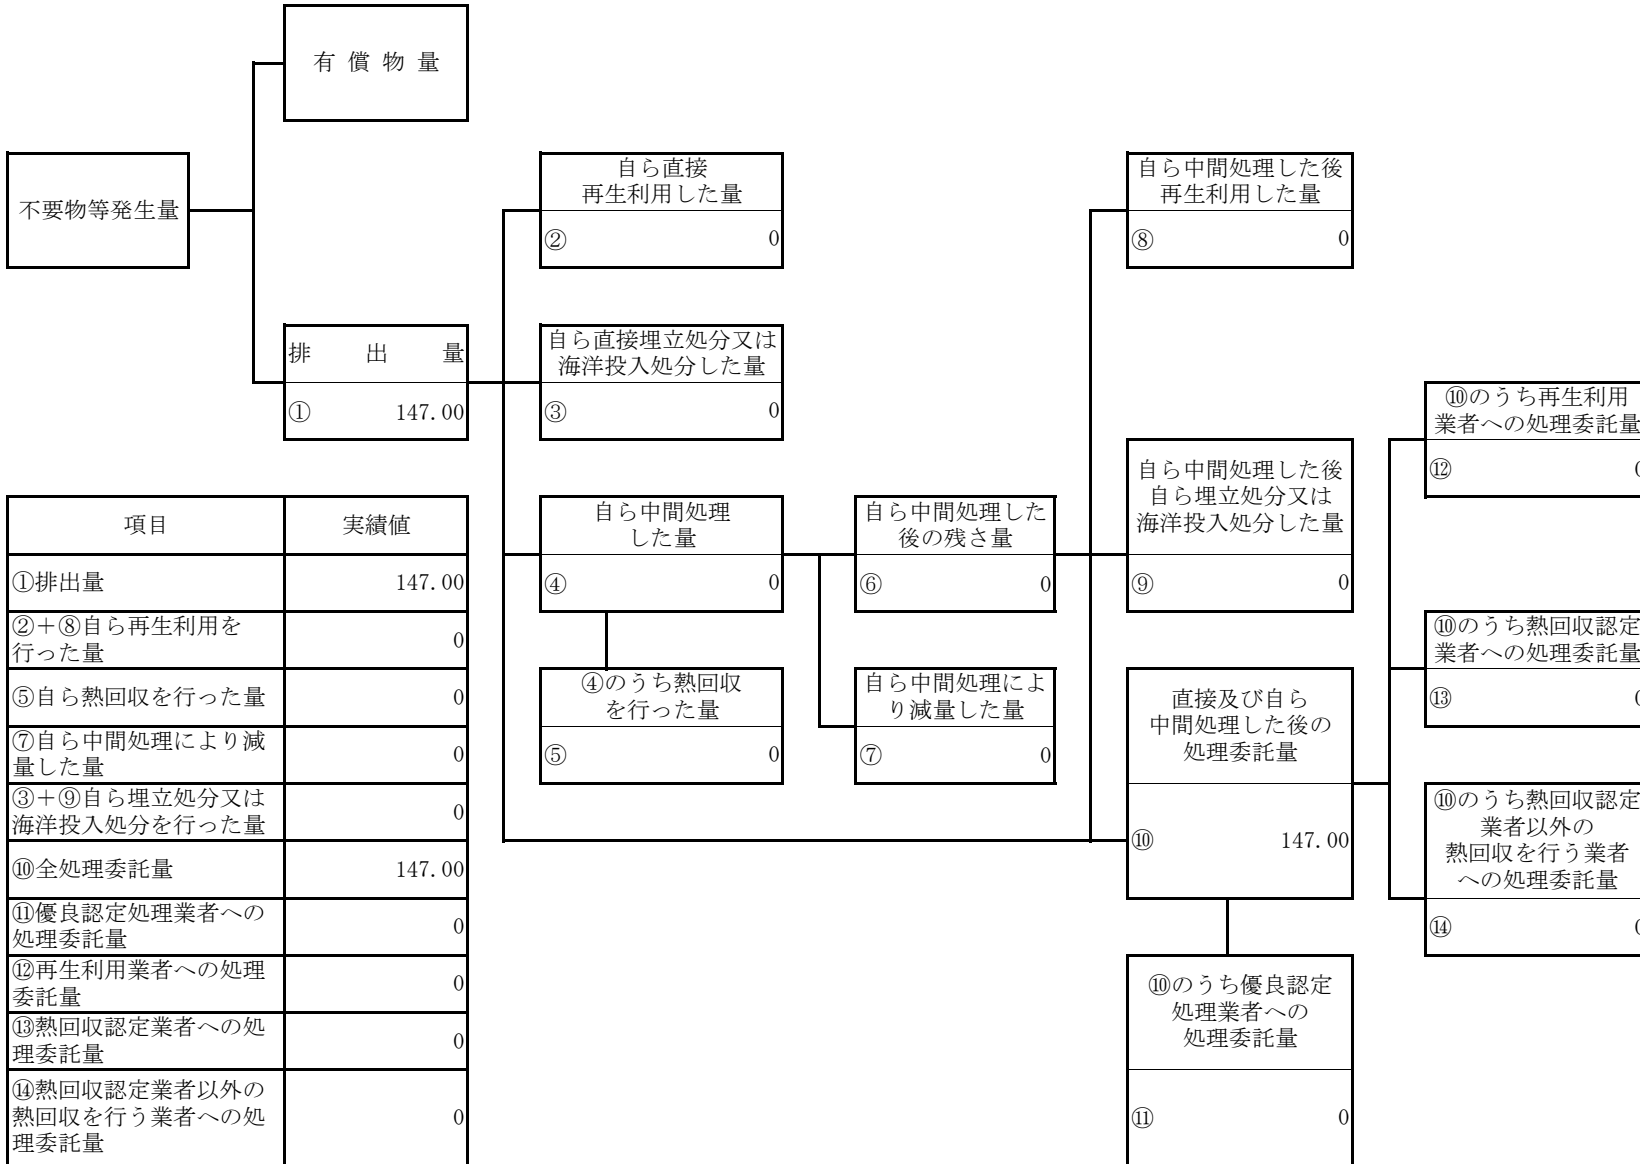 有償物量
不要物等発生量
自ら直接
再生利用した量
② 0
自ら中間処理した後
再生利用した量
⑧ 0
排出量
① 147.00
自ら直接埋立処分又は
海洋投入処分した量
③ 0
⑩のうち再生利用
業者への処理委託量
⑫ 0
自ら中間処理した後
自ら埋立処分又は
海洋投入処分した量
⑨ 0
自ら中間処理
した量
④ 0
自ら中間処理した
後の残さ量
⑥ 0
⑩のうち熱回収認定
業者への処理委託量
⑬ 0
④のうち熱回収
を行った量
⑤ 0
自ら中間処理によ
り減量した量
⑦ 0
直接及び自ら
中間処理した後の
処理委託量
⑩ 147.00
⑩のうち熱回収認定
業者以外の
熱回収を行う業者
への処理委託量
⑭ 0
⑩のうち優良認定
処理業者への
処理委託量
⑪ 0
項目 実績値
①排出量 147.00
②+⑧自ら再生利用を
行った量 0
⑤自ら熱回収を行った量 0
⑦自ら中間処理により減
量した量 0
③+⑨自ら埋立処分又は
海洋投入処分を行った量 0
⑩全処理委託量 147.00
⑪優良認定処理業者への
処理委託量 0
⑫再生利用業者への処理
委託量 0
⑬熱回収認定業者への処
理委託量 0
⑭熱回収認定業者以外の
熱回収を行う業者への処
理委託量 0